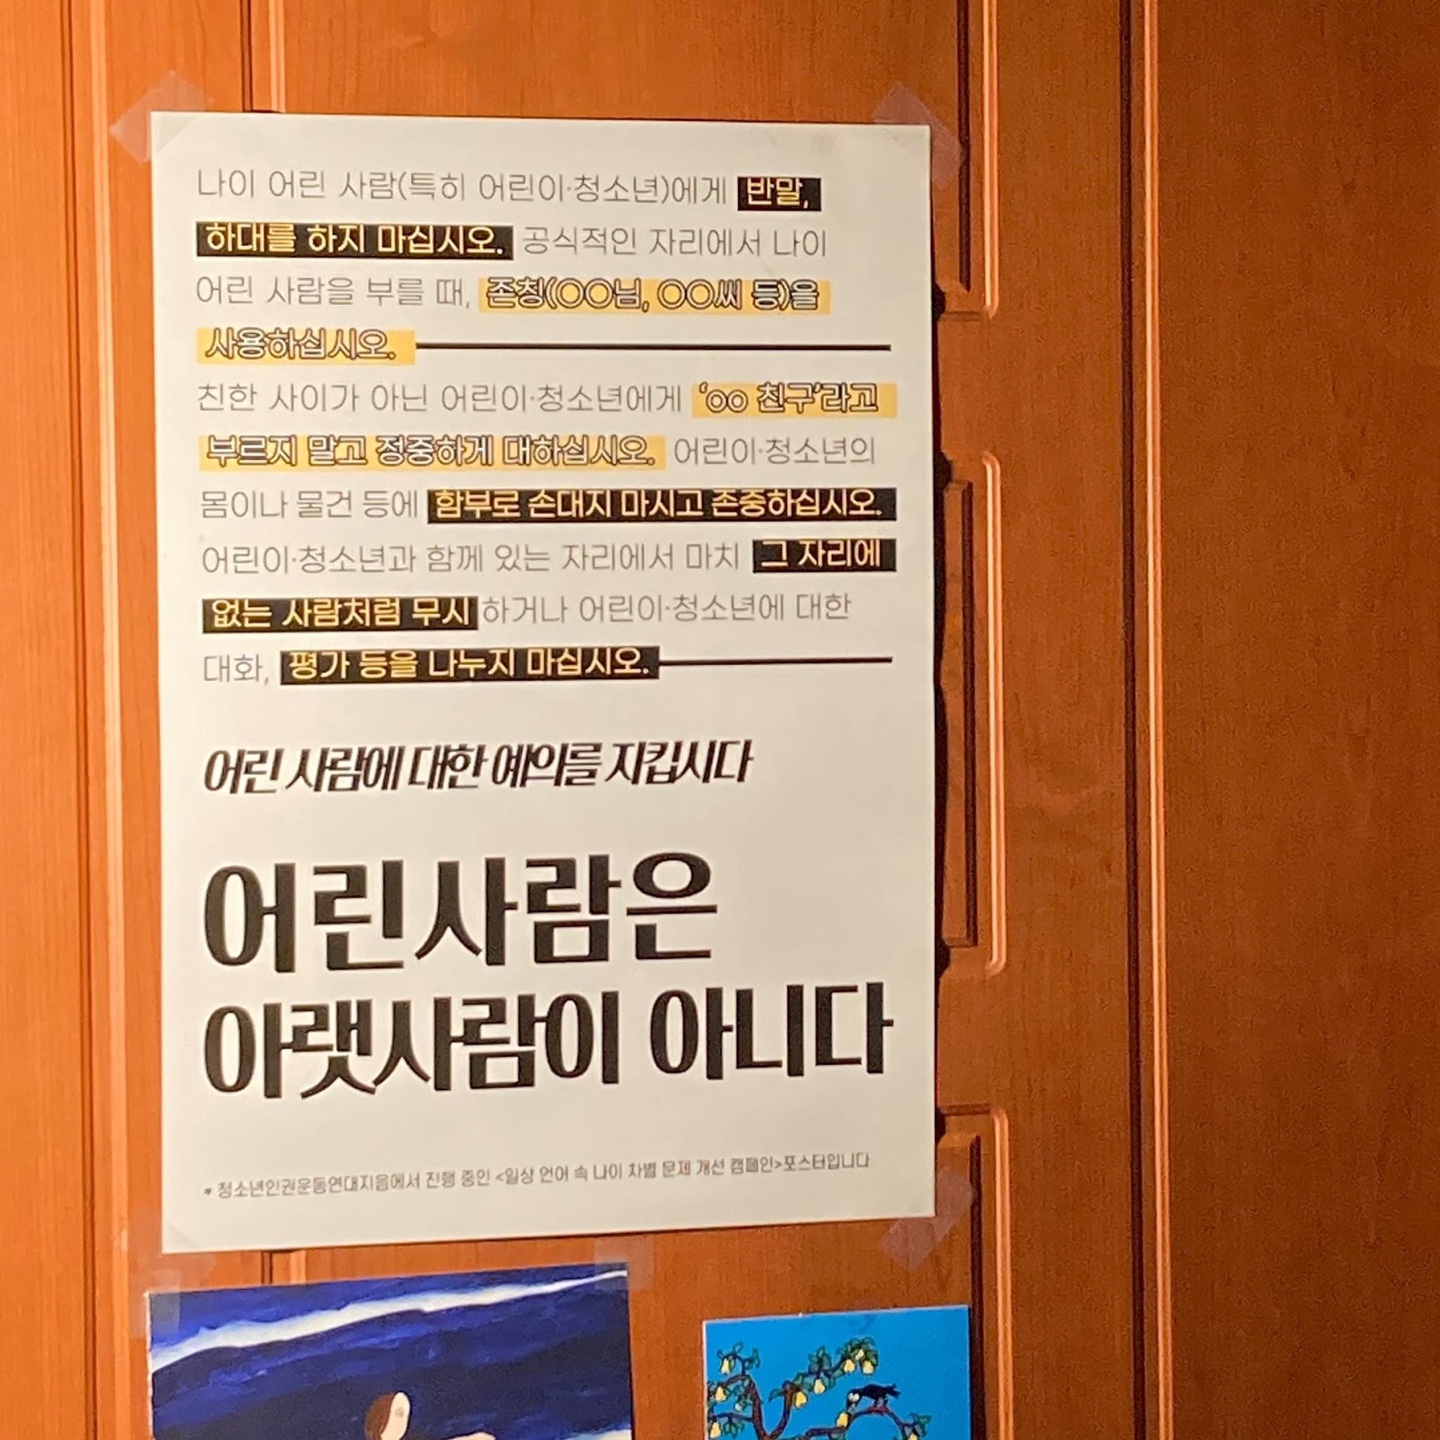 나이 어린 사람(특히 어린이·청소년)에게 반말,
하대를 하지 마십시오. 공식적인 자리에서 나이
어린 사람을 부를 때, 존칭(○○님, ○○씨 등)을
사용하십시오.
친한 사이가 아닌 어린이·청소년에게 ‘oo 친구’라고
부르지 말고 정중하게 대하십시오. 어린이·청소년의
몸이나 물건 등에 함부로 손대지 마시고 존중하십시오.
어린이·청소년과 함께 있는 자리에서 마치 그 자리에
없는 사람처럼 무시하거나 어린이·청소년에 대한
대화, 평가 등을 나누지 마십시오.
어린 사람에 대한 예의를 지킵시다
어린사람은
아랫사람이 아니다
* 청소년인권운동연대지음에서 진행 중인 <일상 언어 속 나이 차별 문제 개선 캠페인>포스터입니다